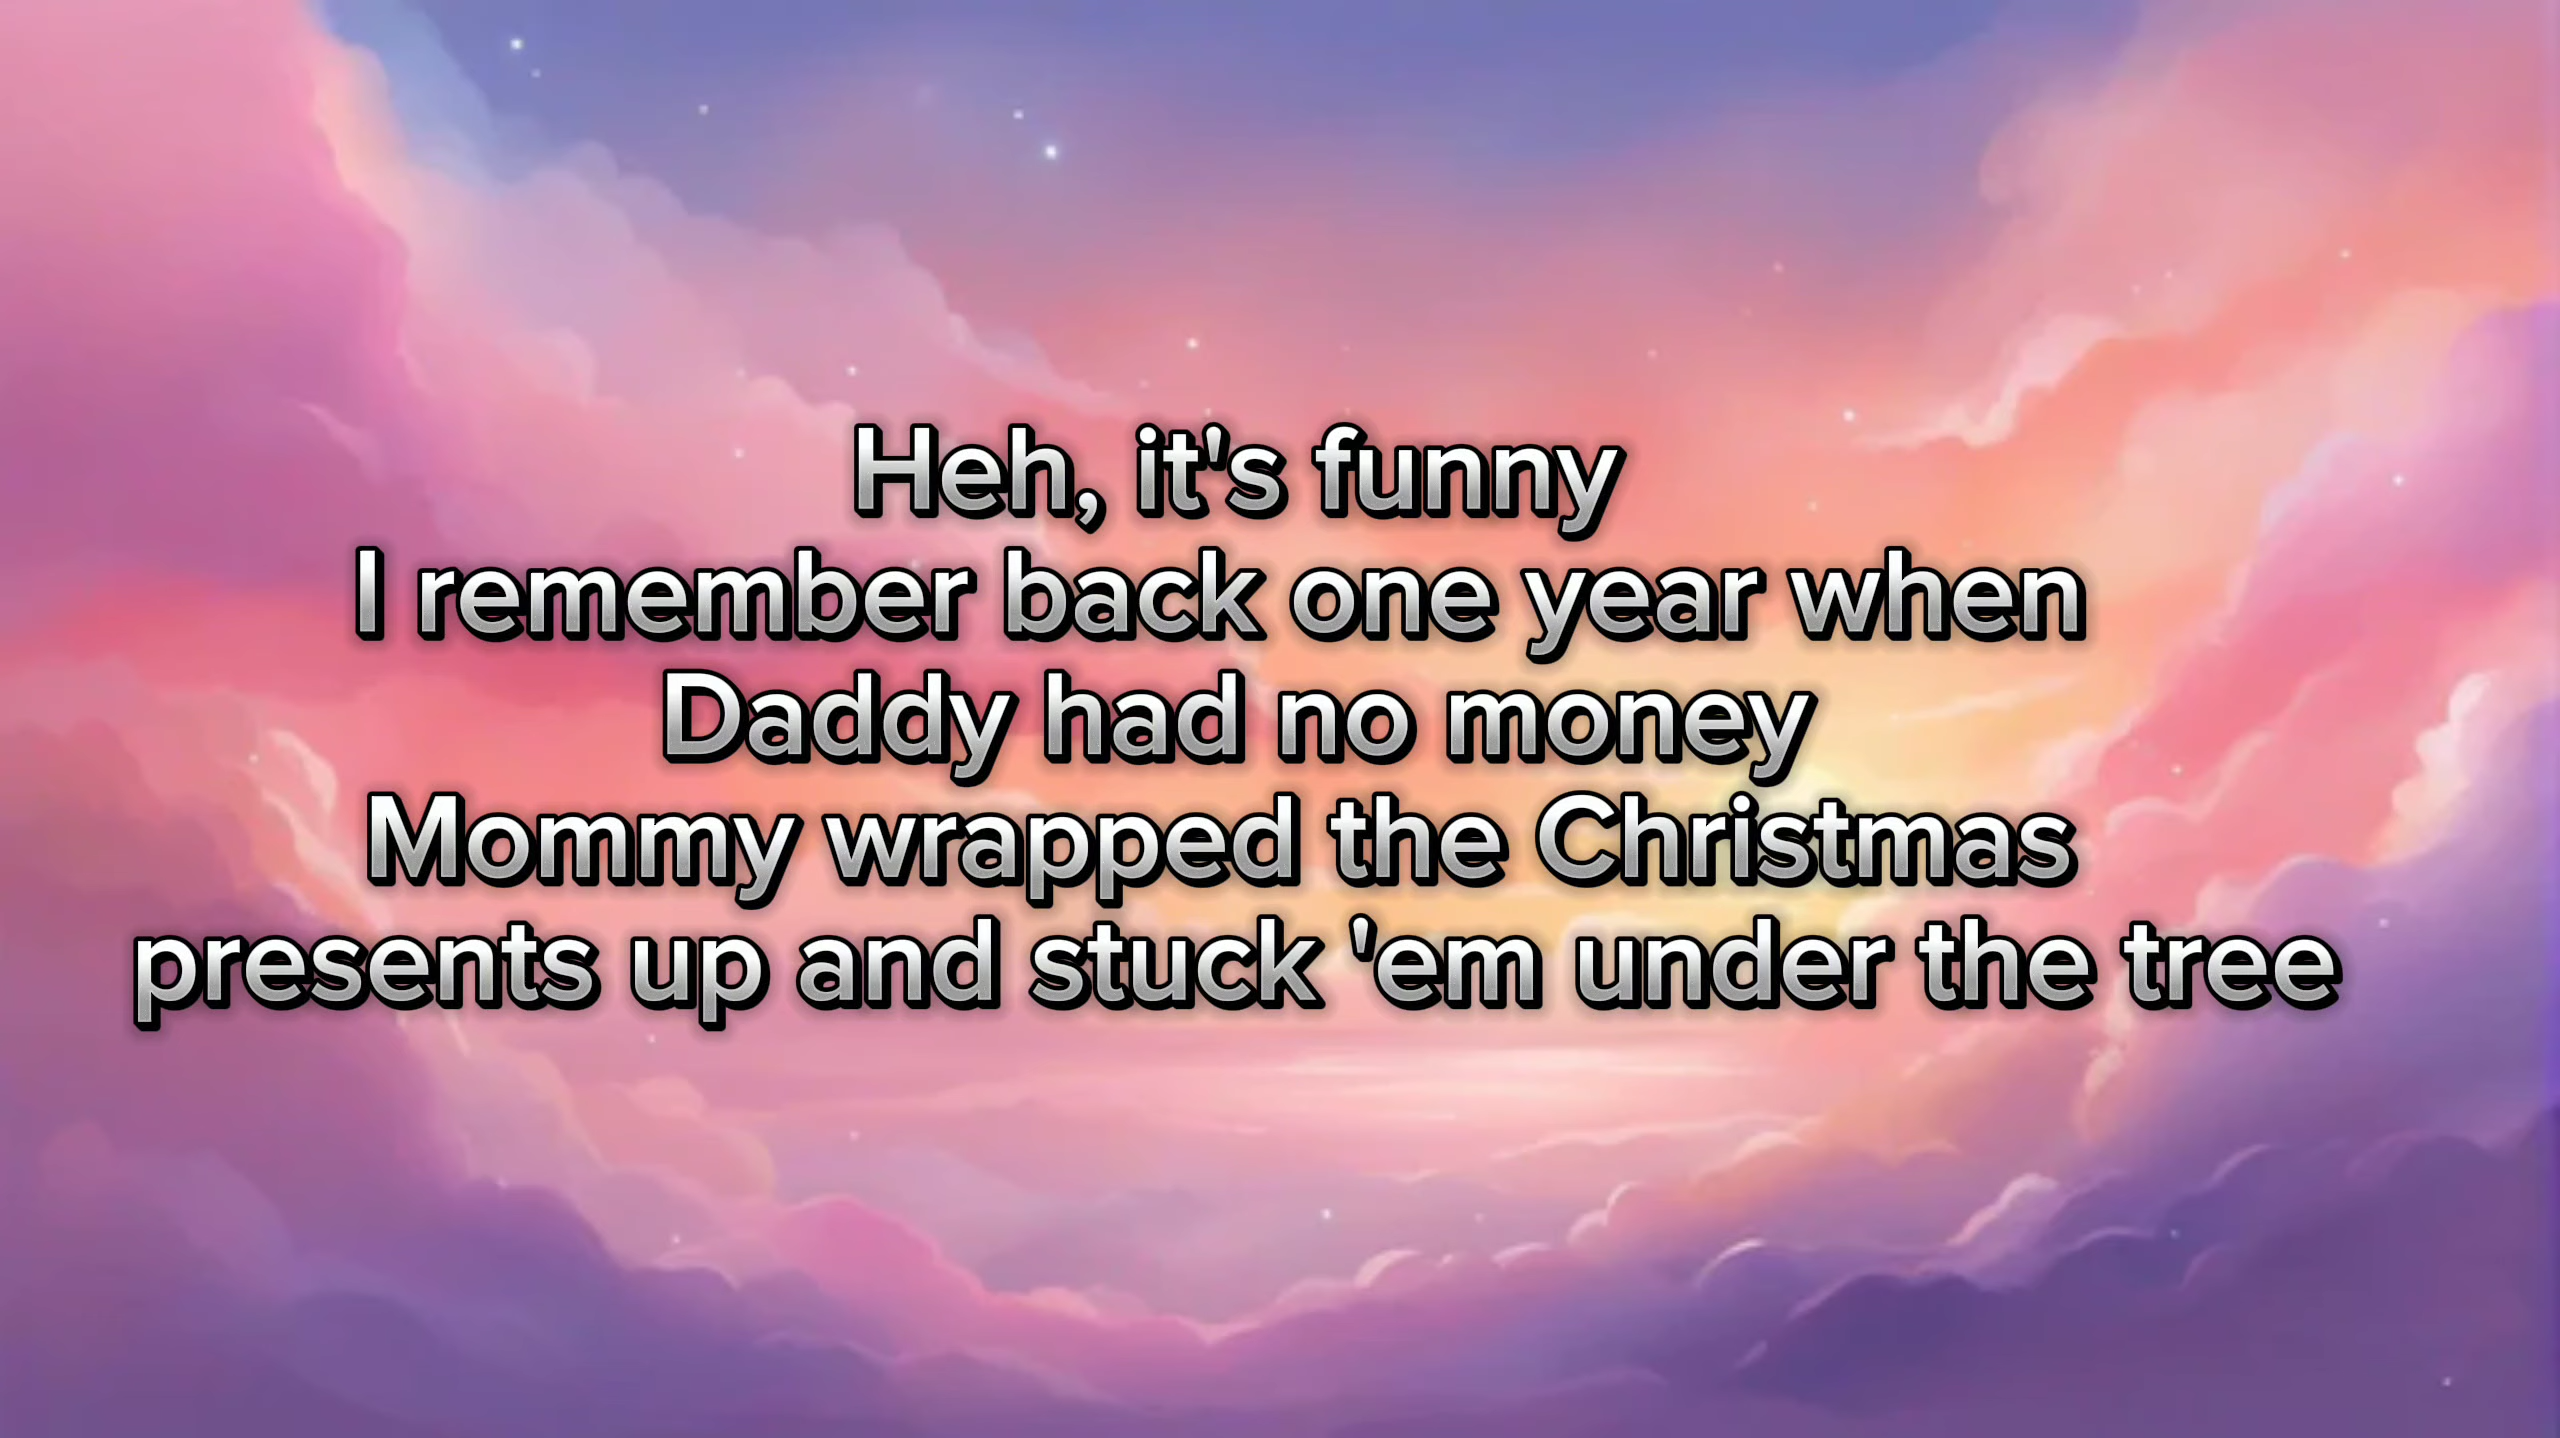 Heh, it's funny
I remember back one year when
Daddy had no money
Mommy wrapped the Christmas
presents up and stuck 'em under the tree